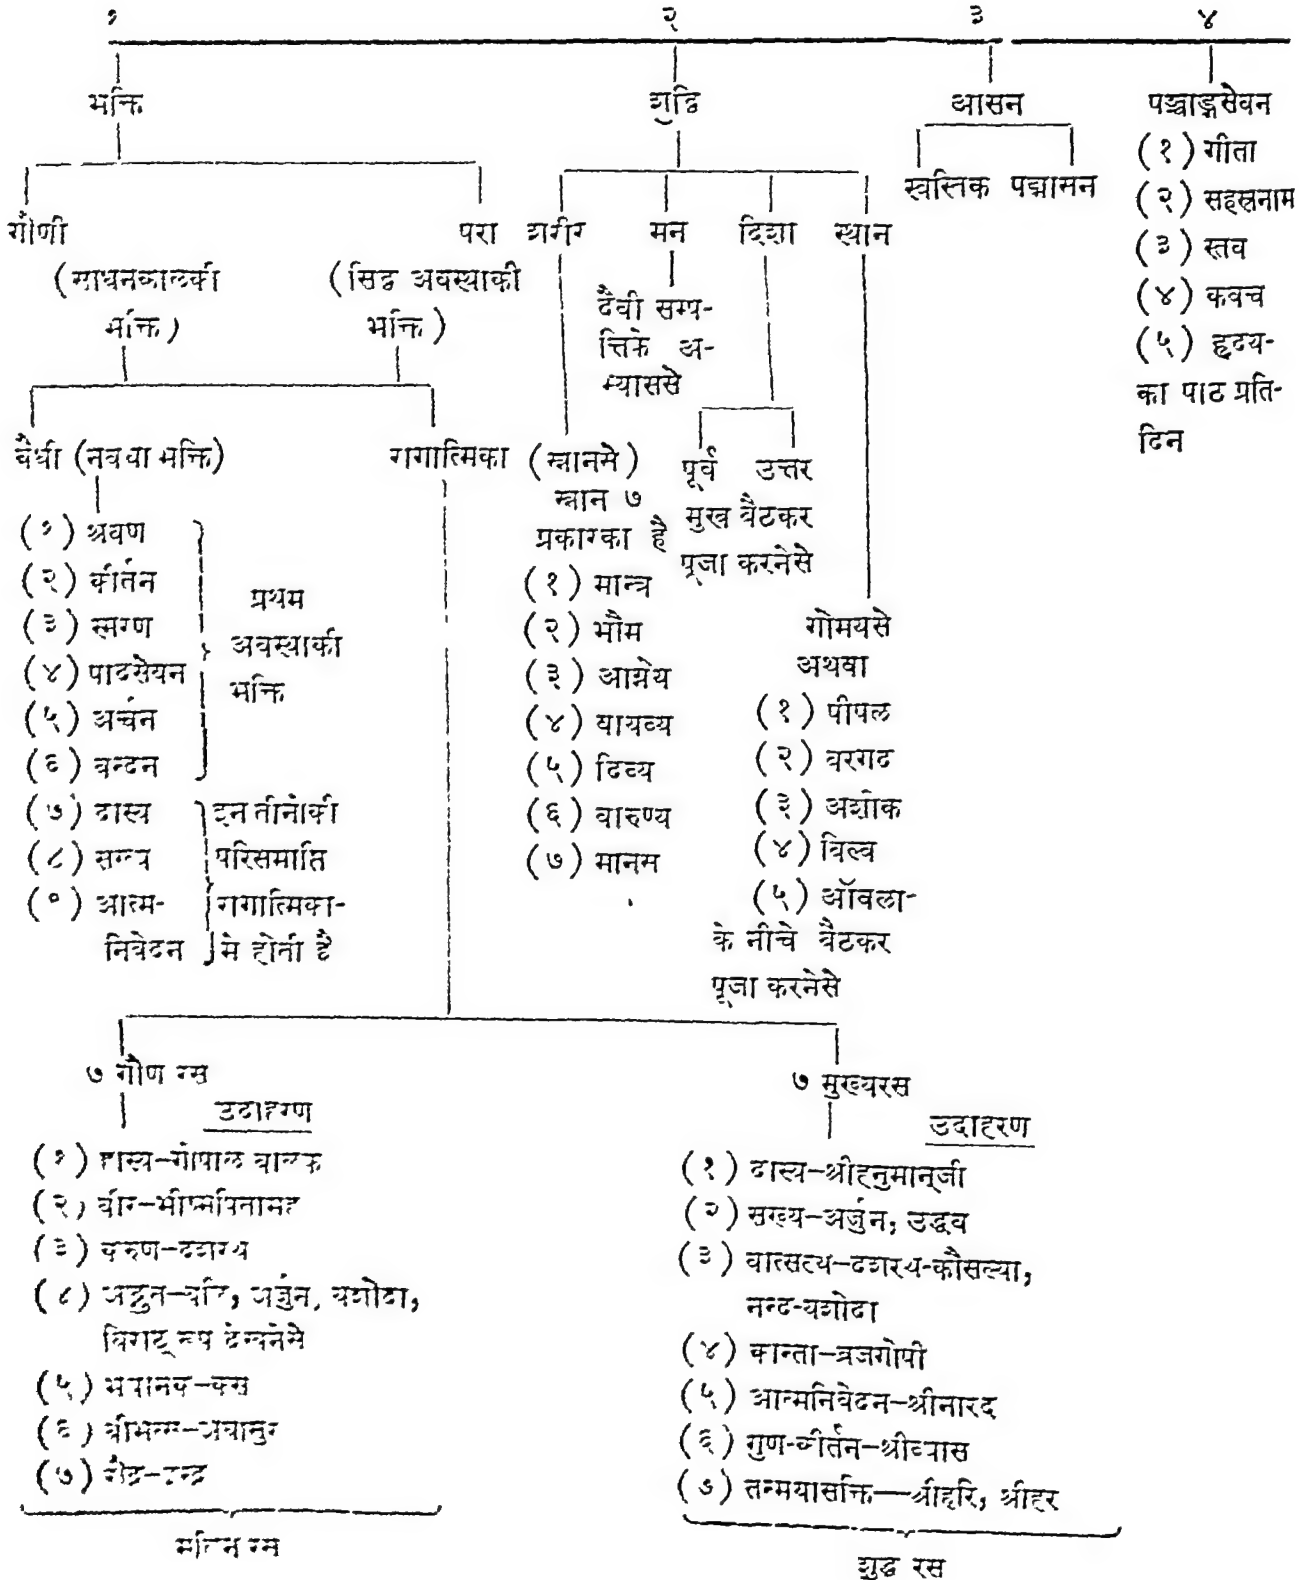 १ २ ३ ४
भक्ति शुद्धि आसन पञ्चाङ्गसेवन
(१) गीता
(२) सहस्रनाम
(३) स्तव
(४) कवच
(५) हृदय-
का पाठ प्रति-
दिन
स्वस्तिक पद्मासन
गौणी परा शरीर मन दिशा स्थान
(साधनकालकी
भक्ति)
(सिद्ध अवस्थाकी
भक्ति)
दैवी सम्प-
त्तिके अ-
भ्याससे
वैधी (नवधा भक्ति) रागात्मिका
(१) श्रवण
(२) कीर्तन
(३) स्मरण
(४) पादसेवन
(५) अर्चन
(६) वन्दन
प्रथम
अवस्थाकी
भक्ति
(७) दास्य
(८) सख्य
(९) आत्म-
निवेदन
इन तीनोंकी
परिसमाप्ति
रागात्मिका-
मे होती है
(स्नानसे)
स्नान ७
प्रकारका है
(१) मान्त्र
(२) भौम
(३) आग्नेय
(४) वायव्य
(५) दिव्य
(६) वारुण्य
(७) मानस
पूर्व उत्तर
मुख बैठकर
पूजा करनेसे
गोमयसे
अथवा
(१) पीपल
(२) वरगद
(३) अशोक
(४) विल्व
(५) ऑवला-
के नीचे बैठकर
पूजा करनेसे
७ गौण रस
उदाहरण
(१) हास्य–गोपाल बालक
(२) वीर–भीष्मपितामह
(३) करुण–दशरथ
(४) अद्भुत–बलि, अर्जुन, यशोदा,
विराट् रूप देखनेसे
(५) भयानक–कस
(६) बीभत्स–अघासुर
(७) रौद्र–इन्द्र
मलिन रस
७ मुख्यरस
उदाहरण
(१) दास्य–श्रीहनुमान्‌जी
(२) सख्य–अर्जुन, उद्धव
(३) वात्सल्य–दशरथ-कौसल्या,
नन्द-यशोदा
(४) कान्ता–व्रजगोपी
(५) आत्मनिवेदन–श्रीनारद
(६) गुण-कीर्तन–श्रीव्यास
(७) तन्मयासक्ति—श्रीहरि, श्रीहर
शुद्ध रस